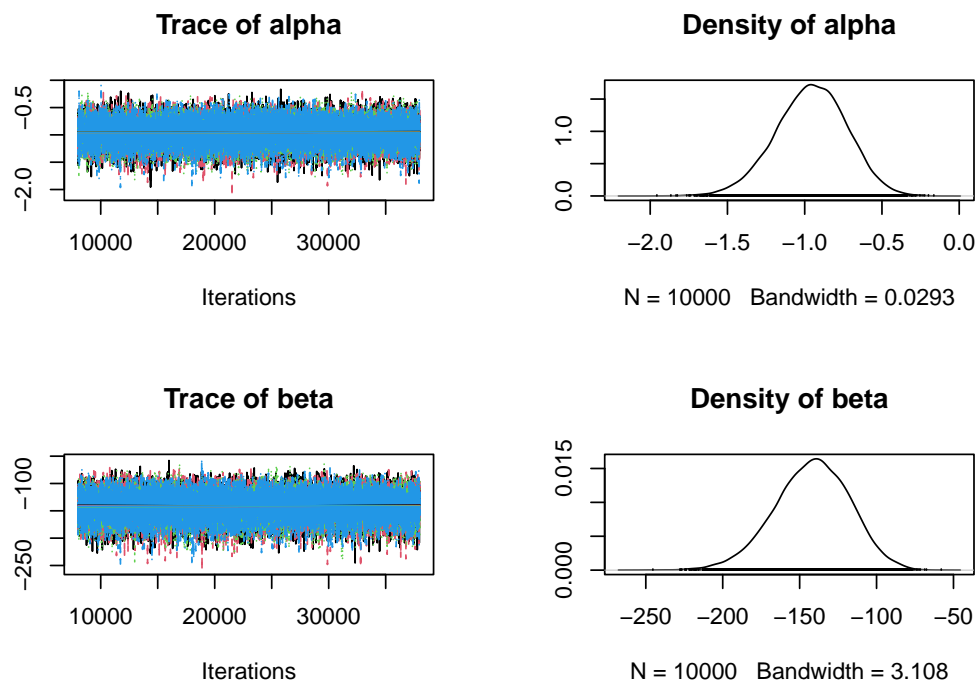 Trace of alpha
−0.5
−2.0
10000 20000 30000
Iterations
Density of alpha
1.0
0.0
−2.0 −1.5 −1.0 −0.5 0.0
N = 10000 Bandwidth = 0.0293
Trace of beta
−100
−250
10000 20000 30000
Iterations
Density of beta
0.015
0.000
−250 −200 −150 −100 −50
N = 10000 Bandwidth = 3.108